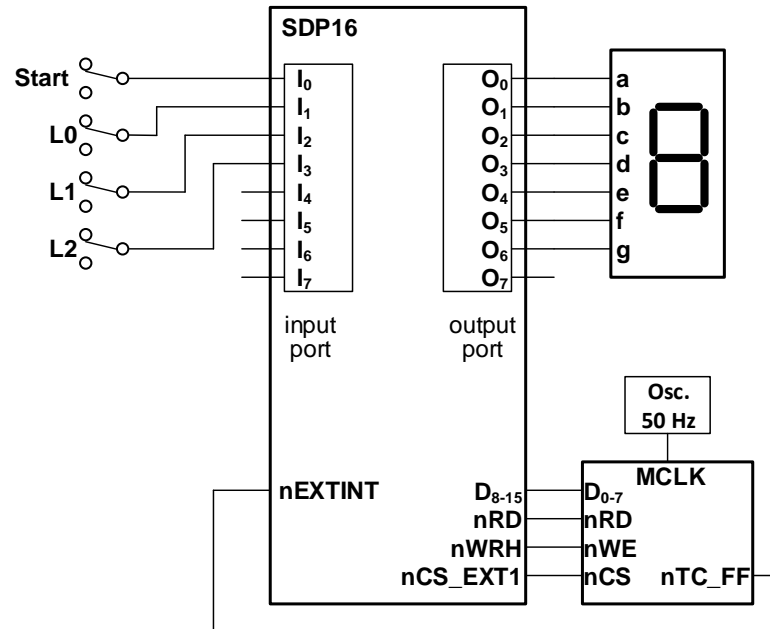 SDP16
Start
L0
L1
L2
I0
I1
I2
I3
I4
I5
I6
I7
input
port
O0
O1
O2
O3
O4
O5
O6
O7
output
port
a
b
c
d
e
f
g
Osc.
50 Hz
MCLK
nEXTINT
D8-15
nRD
nWRH
nCS_EXT1
D0-7
nRD
nWE
nCS
nTC_FF